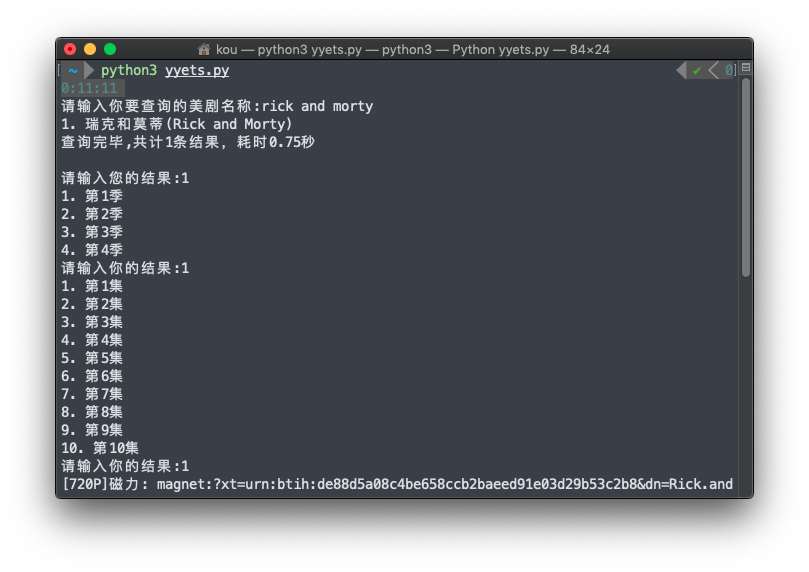 kou — python3 yyets.py — python3 — Python yyets.py — 84×24
~ python3 yyets.py ✔ 0
0:11:11
请输入你要查询的美剧名称:rick and morty
1. 瑞克和莫蒂(Rick and Morty)
查询完毕,共计1条结果, 耗时0.75秒
请输入您的结果:1
1. 第1季
2. 第2季
3. 第3季
4. 第4季
请输入你的结果:1
1. 第1集
2. 第2集
3. 第3集
4. 第4集
5. 第5集
6. 第6集
7. 第7集
8. 第8集
9. 第9集
10. 第10集
请输入你的结果:1
[720P]磁力: magnet:?xt=urn:btih:de88d5a08c4be658ccb2baeed91e03d29b53c2b8&dn=Rick.and